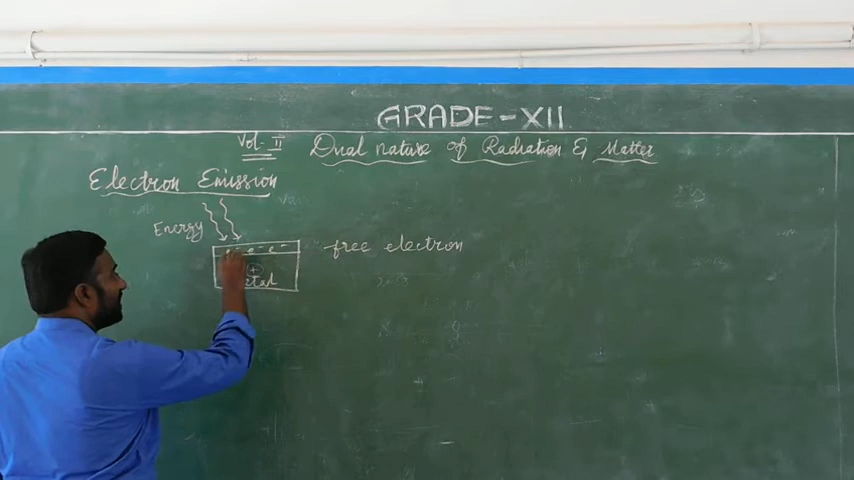 GRADE-XII
Vol-II Dual nature of Radiation & Matter
Electron Emission
Energy
e⁻ e⁻ e⁻ free electron
+